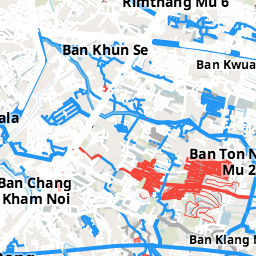 Rimthang Mu 6
Ban Khun Se
Ban Kwua
ala
Ban Ton N
Mu 2
Ban Chang
Kham Noi
Ban Klang M